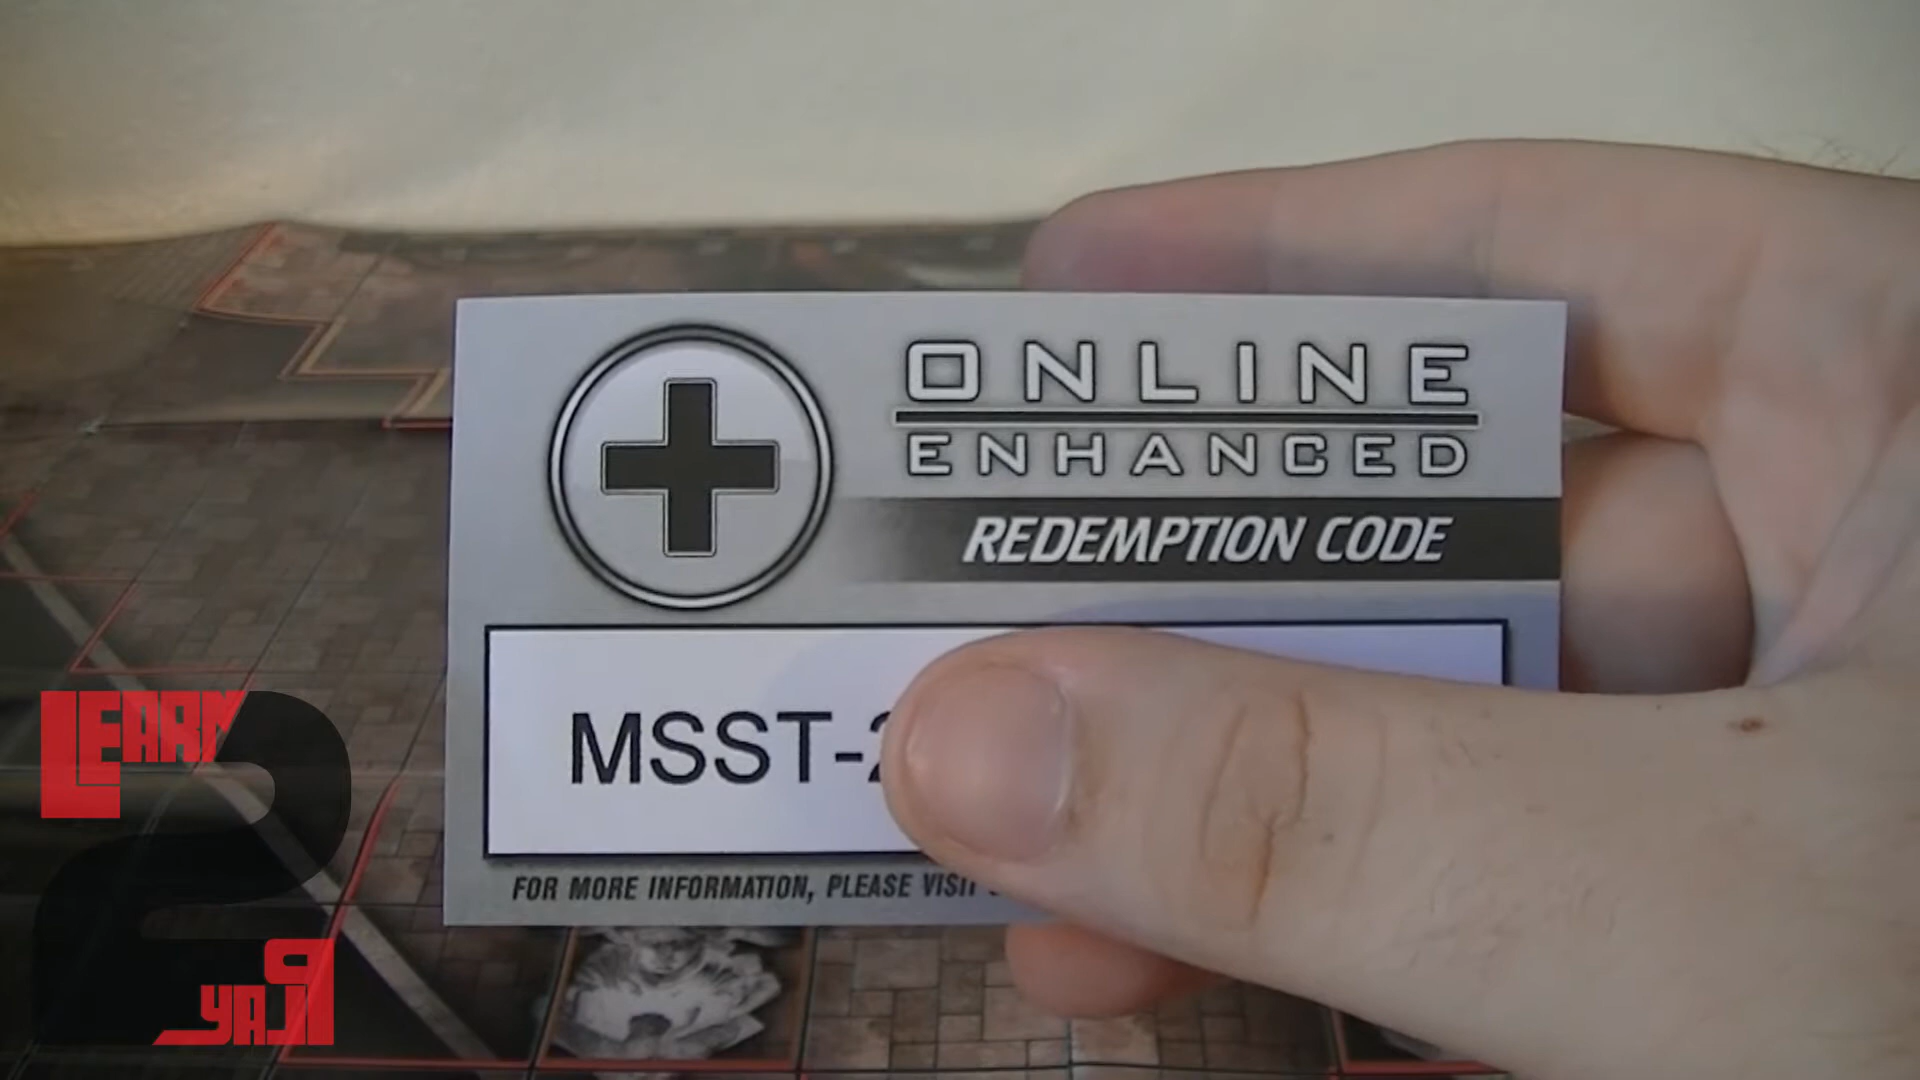 ONLINE
ENHANCED
REDEMPTION CODE
MSST-2
FOR MORE INFORMATION, PLEASE VISIT
LEARN
2
PLAY